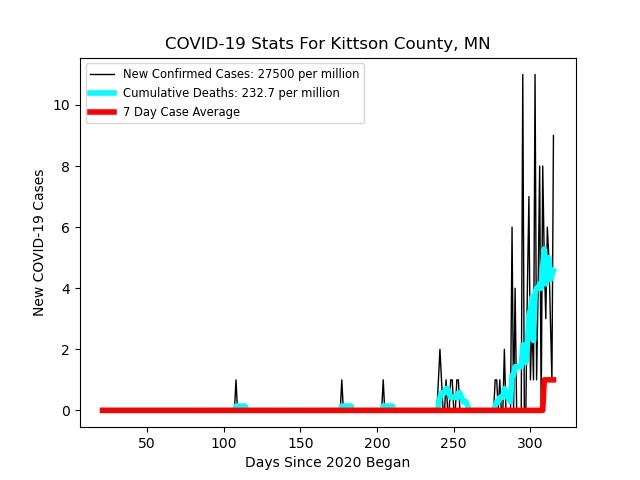 COVID-19 Stats For Kittson County, MN
New Confirmed Cases: 27500 per million
Cumulative Deaths: 232.7 per million
7 Day Case Average
New COVID-19 Cases
10
8
6
4
2
0
50 100 150 200 250 300
Days Since 2020 Began